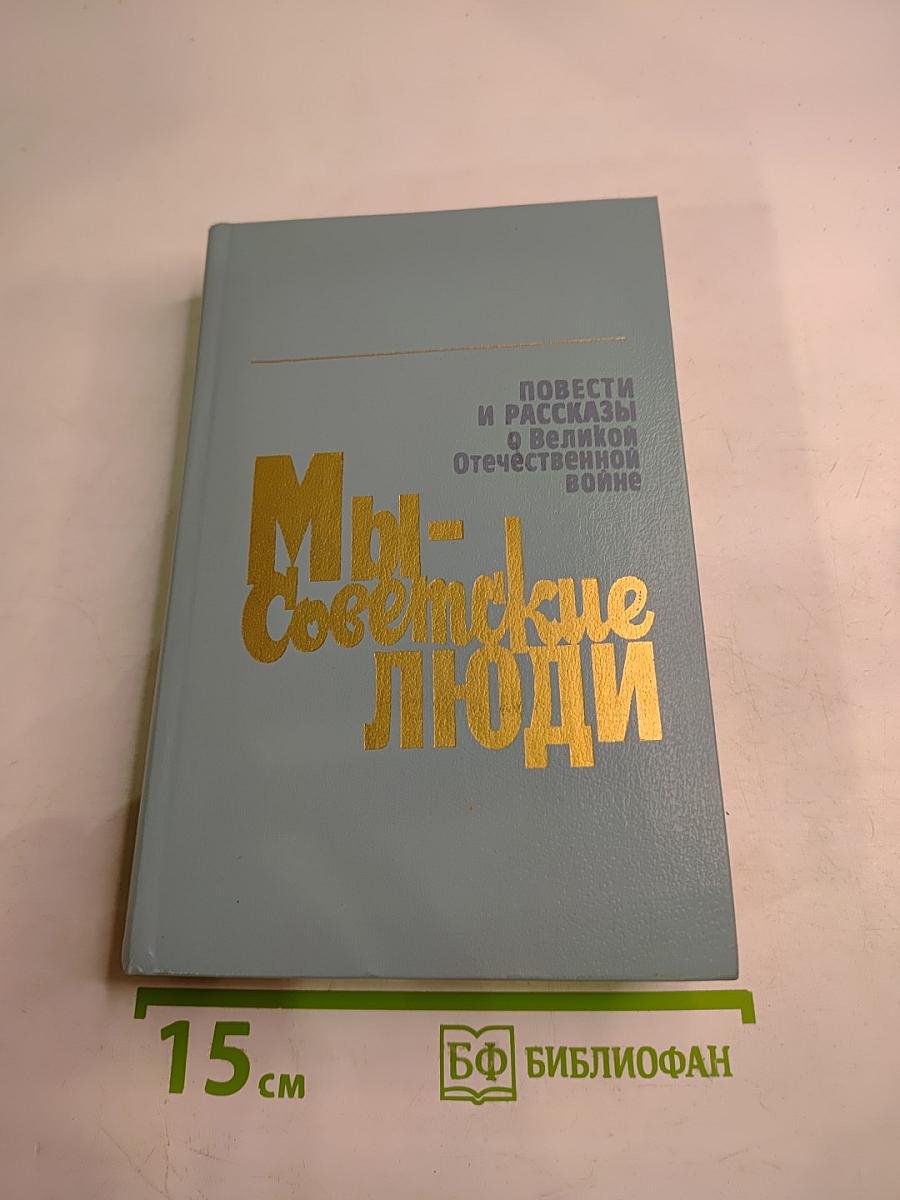 ПОВЕСТИ
И РАССКАЗЫ
о Великой
Отечественной
войне
Мы-
Советские
ЛЮДИ
15 см
БФ БИБЛИОФАН